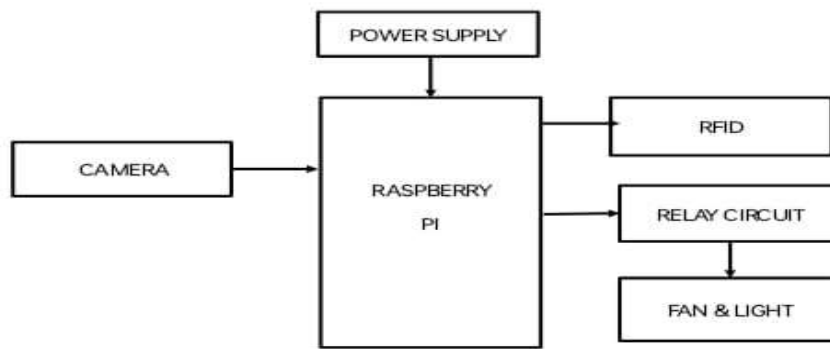 POWER SUPPLY
CAMERA
RASPBERRY
PI
RFID
RELAY CIRCUIT
FAN & LIGHT